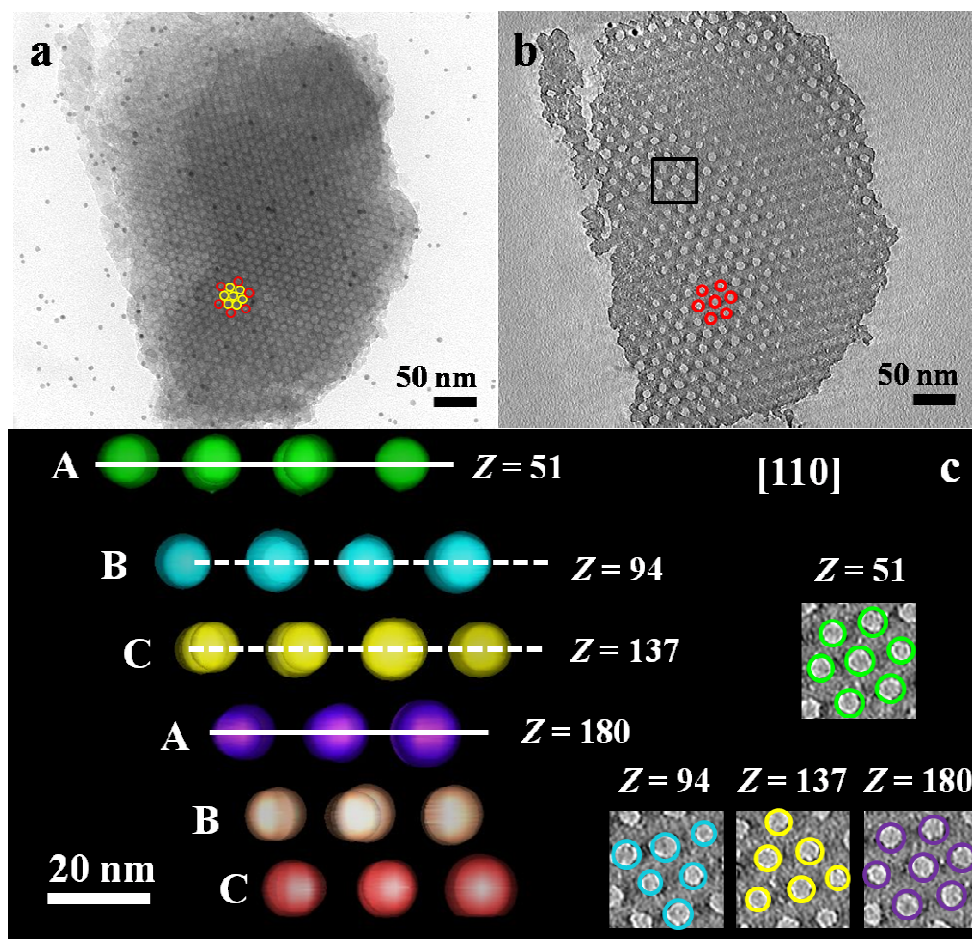 a
b
50 nm
50 nm
A
Z = 51
[110]
c
B
Z = 94
Z = 51
C
Z = 137
A
Z = 180
Z = 94
Z = 137
Z = 180
B
C
20 nm